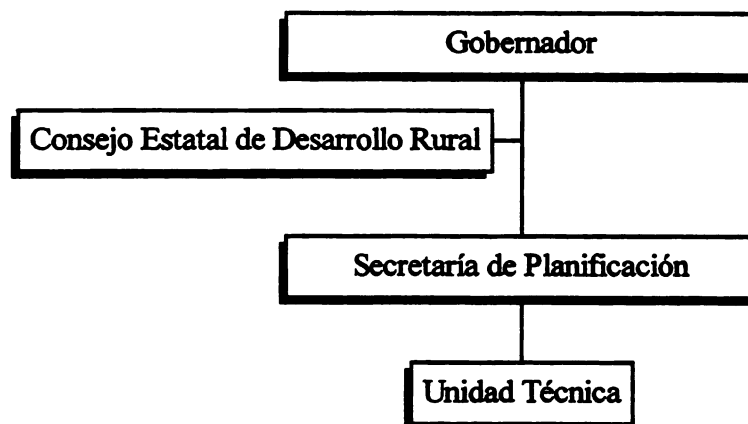 Gobernador
Consejo Estatal de Desarrollo Rural
Secretaría de Planificación
Unidad Técnica